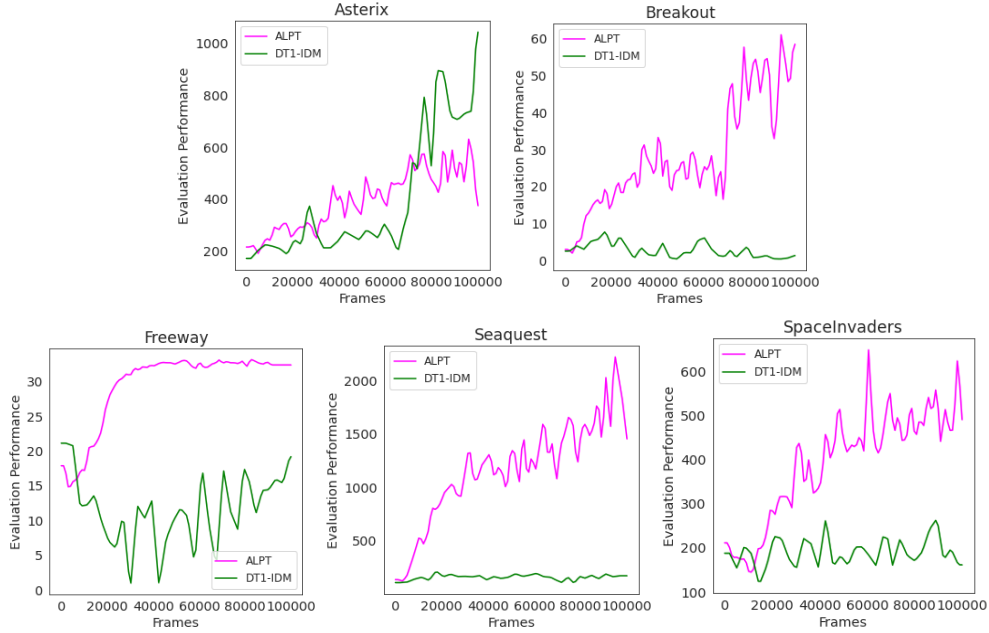 Asterix
Evaluation Performance
1000
800
600
400
200
ALPT
DT1-IDM
0 20000 40000 60000 80000 100000
Frames
Breakout
Evaluation Performance
60
50
40
30
20
10
0
ALPT
DT1-IDM
0 20000 40000 60000 80000 100000
Frames
Freeway
Evaluation Performance
30
25
20
15
10
5
0
ALPT
DT1-IDM
0 20000 40000 60000 80000 100000
Frames
Seaquest
Evaluation Performance
2000
1500
1000
500
ALPT
DT1-IDM
0 20000 40000 60000 80000 100000
Frames
SpaceInvaders
Evaluation Performance
600
500
400
300
200
100
ALPT
DT1-IDM
0 20000 40000 60000 80000 100000
Frames